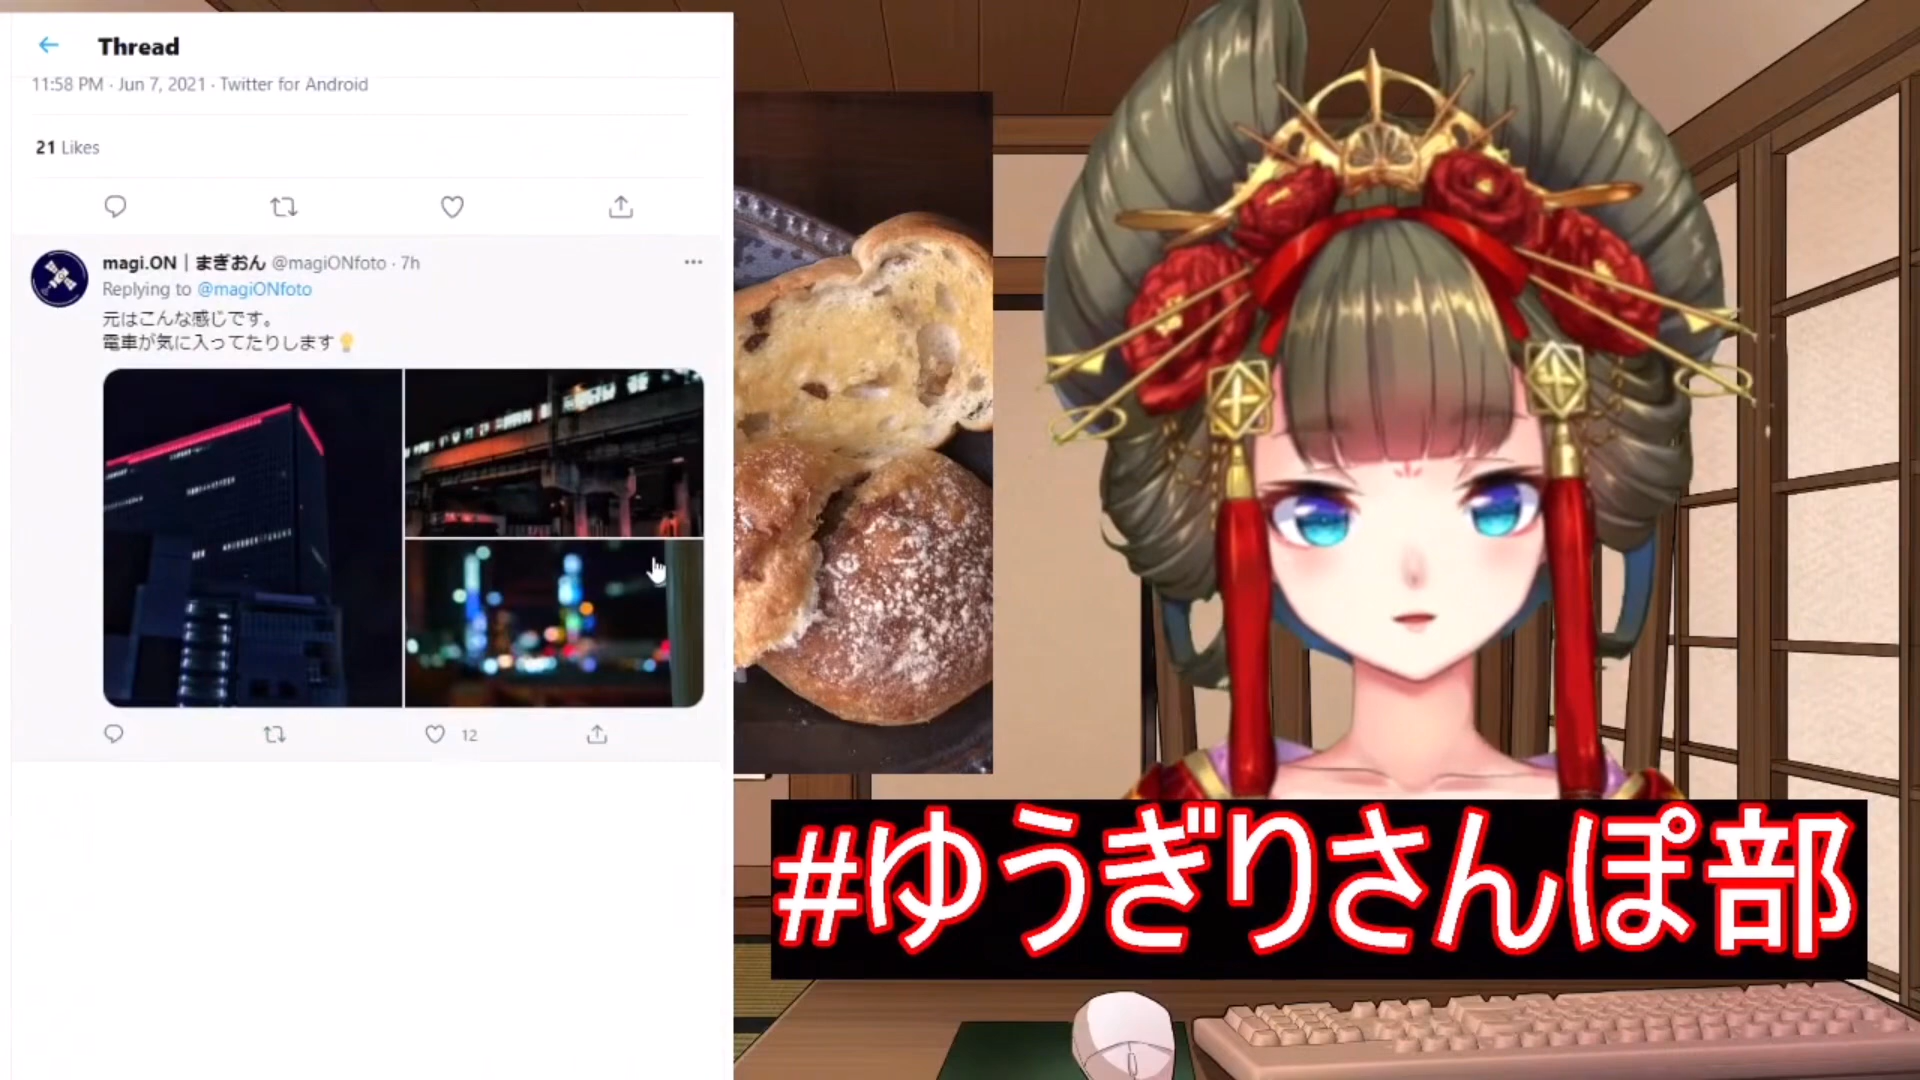 Thread
11:58 PM · Jun 7, 2021 · Twitter for Android
21 Likes
magi.ON｜まぎおん @magiONfoto · 7h
Replying to @magiONfoto
元はこんな感じです。
電車が気に入ってたりします💡
12
#ゆうぎりさんぽ部